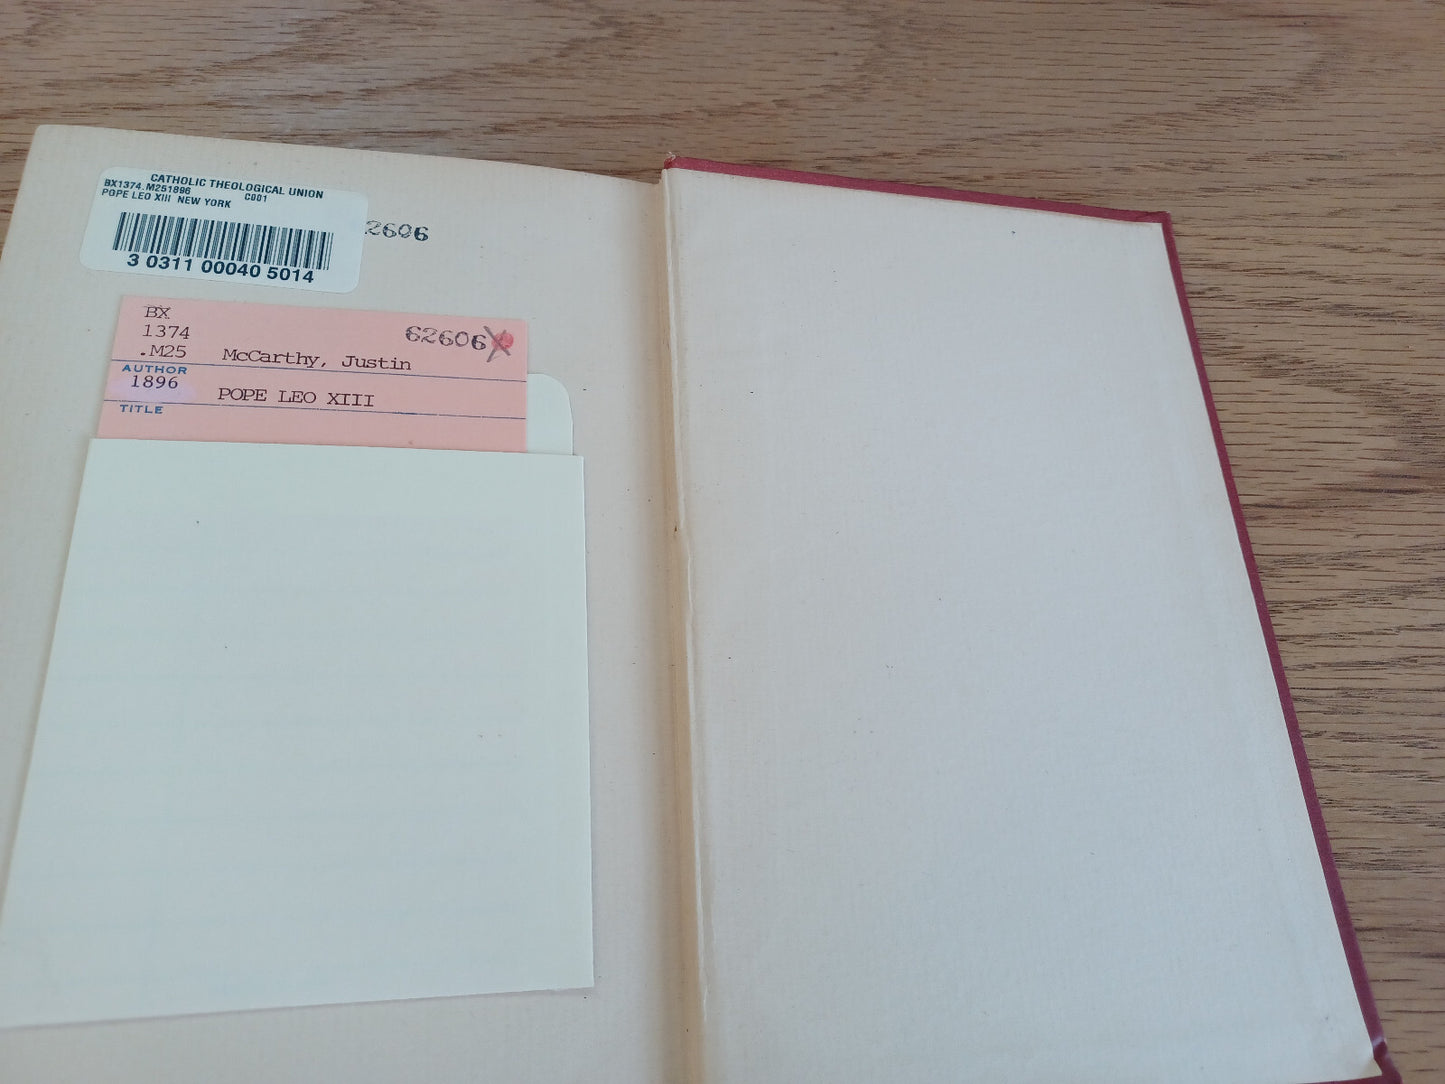 CATHOLIC THEOLOGICAL UNION
BX1374.M251896 C001
POPE LEO XIII NEW YORK
3 0311 00040 5014
2606
BX
1374 62606
.M25 McCarthy, Justin
AUTHOR
1896 POPE LEO XIII
TITLE